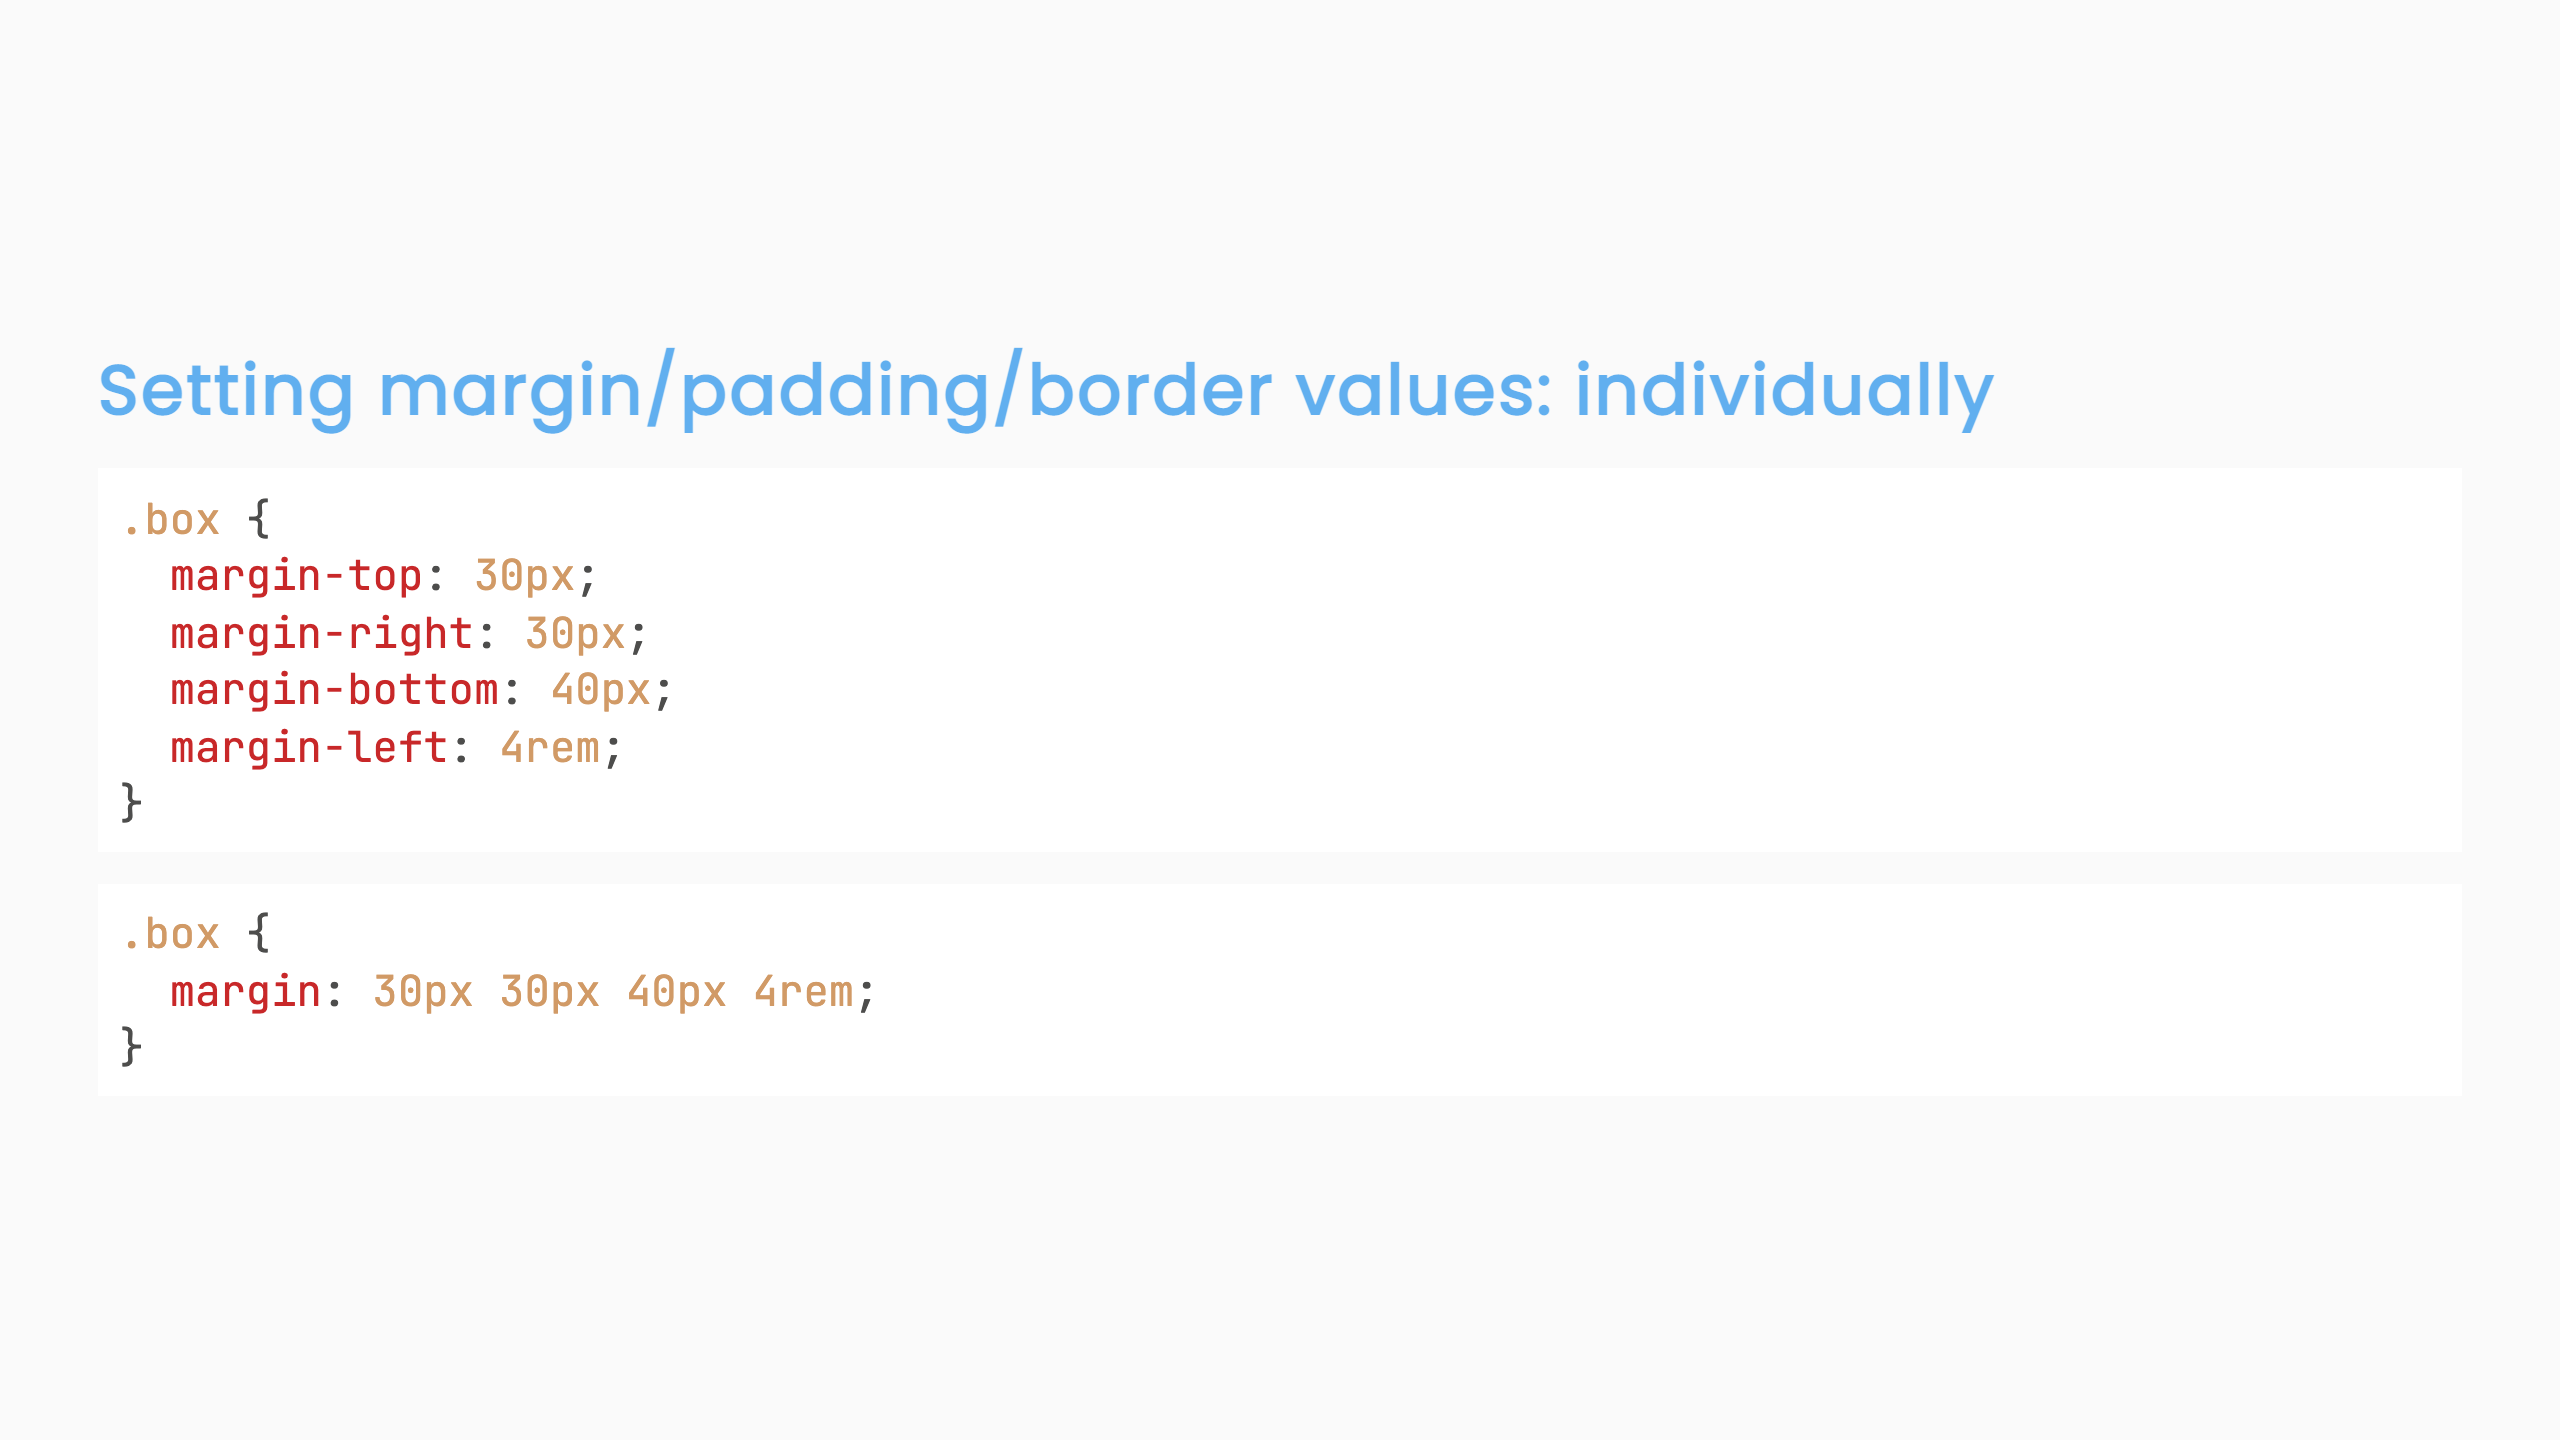 Setting margin/padding/border values: individually
.box {
  margin-top: 30px;
  margin-right: 30px;
  margin-bottom: 40px;
  margin-left: 4rem;
}
.box {
  margin: 30px 30px 40px 4rem;
}